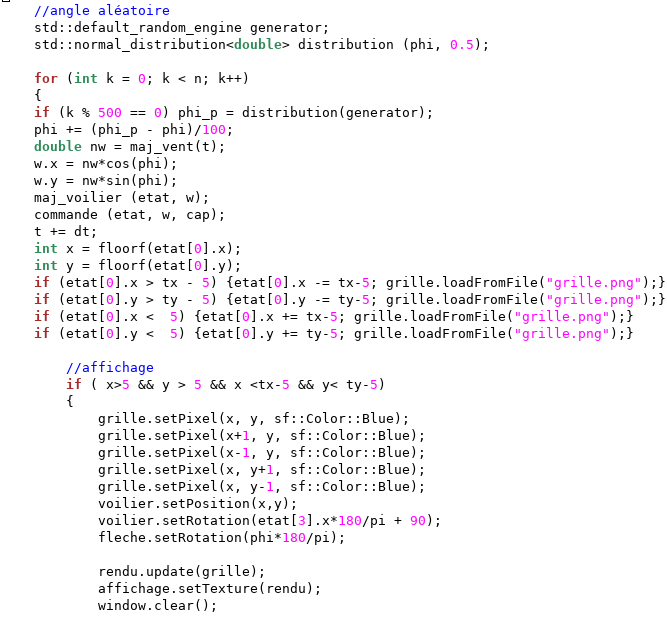 //angle aléatoire
std::default_random_engine generator;
std::normal_distribution<double> distribution (phi, 0.5);
for (int k = 0; k < n; k++)
{
if (k % 500 == 0) phi_p = distribution(generator);
phi += (phi_p - phi)/100;
double nw = maj_vent(t);
w.x = nw*cos(phi);
w.y = nw*sin(phi);
maj_voilier (etat, w);
commande (etat, w, cap);
t += dt;
int x = floorf(etat[0].x);
int y = floorf(etat[0].y);
if (etat[0].x > tx - 5) {etat[0].x -= tx-5; grille.loadFromFile("grille.png");}
if (etat[0].y > ty - 5) {etat[0].y -= ty-5; grille.loadFromFile("grille.png");}
if (etat[0].x <  5) {etat[0].x += tx-5; grille.loadFromFile("grille.png");}
if (etat[0].y <  5) {etat[0].y += ty-5; grille.loadFromFile("grille.png");}
//affichage
if ( x>5 && y > 5 && x <tx-5 && y< ty-5)
{
grille.setPixel(x, y, sf::Color::Blue);
grille.setPixel(x+1, y, sf::Color::Blue);
grille.setPixel(x-1, y, sf::Color::Blue);
grille.setPixel(x, y+1, sf::Color::Blue);
grille.setPixel(x, y-1, sf::Color::Blue);
voilier.setPosition(x,y);
voilier.setRotation(etat[3].x*180/pi + 90);
fleche.setRotation(phi*180/pi);
rendu.update(grille);
affichage.setTexture(rendu);
window.clear();